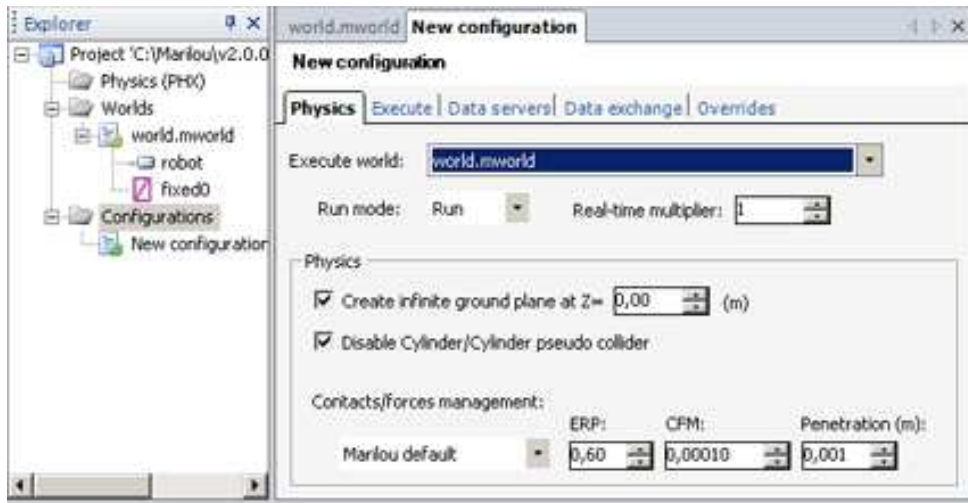 Explorer
Project 'C:\Marilou\v2.0.0
Physics (PHX)
Worlds
world.mworld
robot
fixed0
Configurations
New configuration
world.mworld New configuration
New configuration
Physics Execute Data servers Data exchange Overrides
Execute world: world.mworld
Run mode: Run Real-time multiplier: 1
Physics
Create infinite ground plane at Z= 0,00 (m)
Disable Cylinder/Cylinder pseudo collider
Contacts/forces management:
ERP: CFM: Penetration (m):
Marilou default 0,60 0,00010 0,001